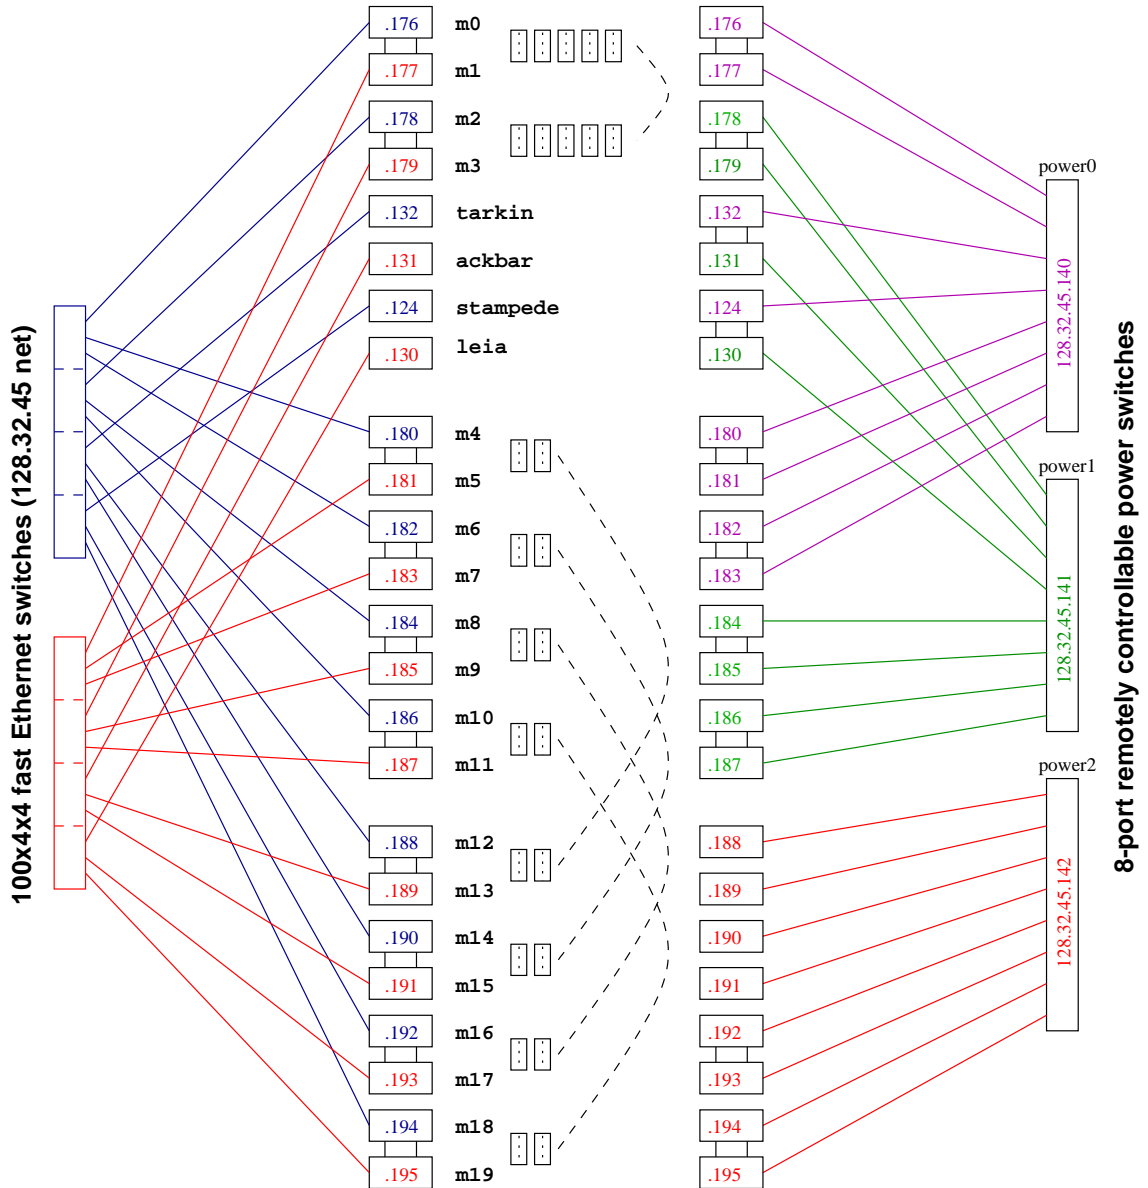 100x4x4 fast Ethernet switches (128.32.45 net)
.176 m0
.177 m1
.178 m2
.179 m3
.132 tarkin
.131 ackbar
.124 stampede
.130 leia
.180 m4
.181 m5
.182 m6
.183 m7
.184 m8
.185 m9
.186 m10
.187 m11
.188 m12
.189 m13
.190 m14
.191 m15
.192 m16
.193 m17
.194 m18
.195 m19
.176
.177
.178
.179
.132
.131
.124
.130
.180
.181
.182
.183
.184
.185
.186
.187
.188
.189
.190
.191
.192
.193
.194
.195
power0
128.32.45.140
power1
128.32.45.141
power2
128.32.45.142
8-port remotely controllable power switches